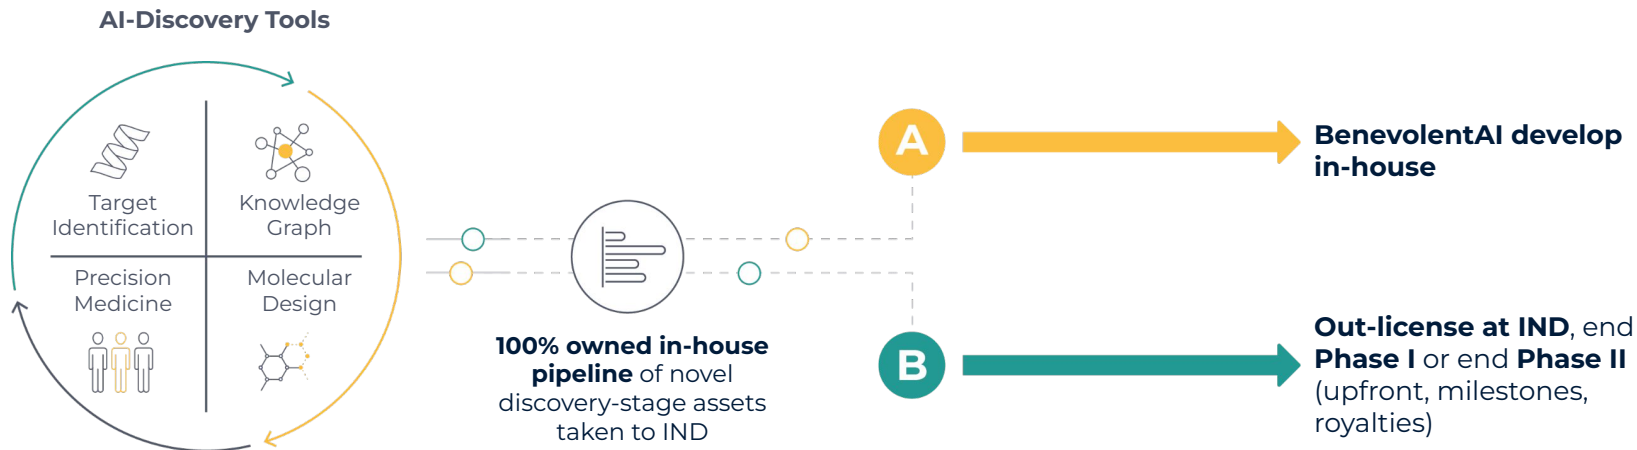 AI-Discovery Tools
Target
Identification
Knowledge
Graph
Precision
Medicine
Molecular
Design
100% owned in-house
pipeline of novel
discovery-stage assets
taken to IND
A
BenevolentAI develop
in-house
B
Out-license at IND, end
Phase I or end Phase II
(upfront, milestones,
royalties)